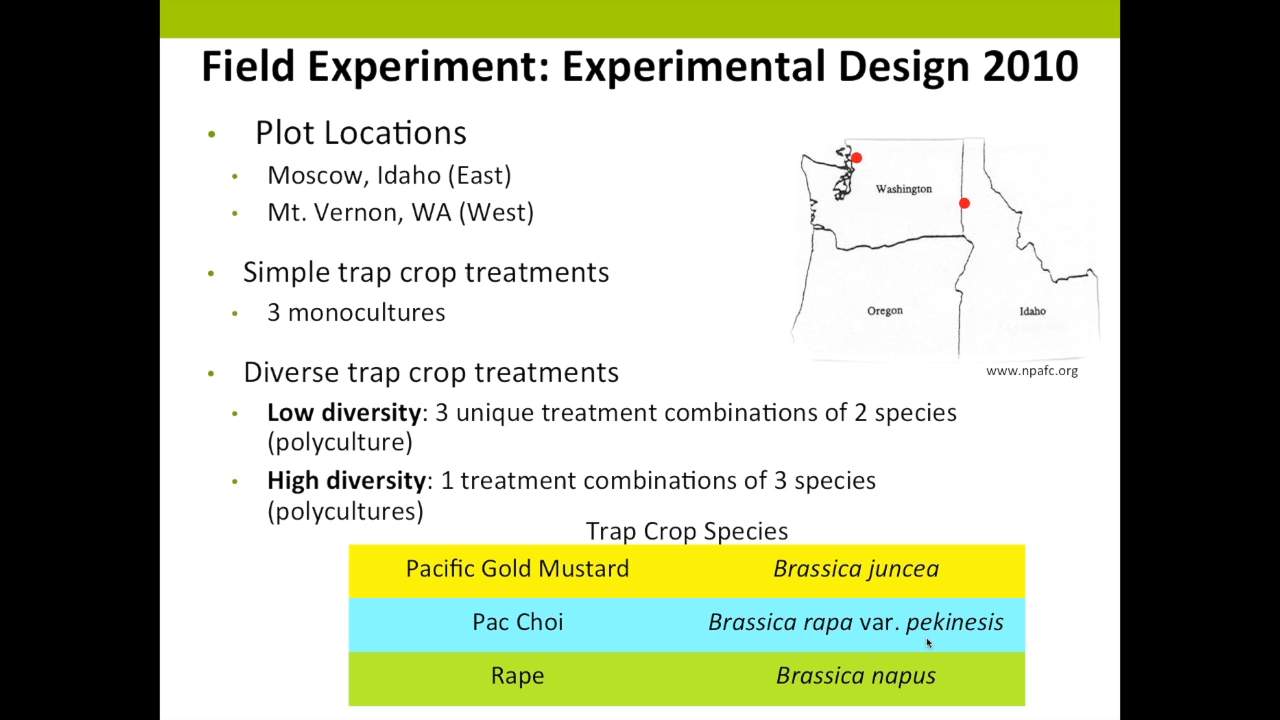 Field Experiment: Experimental Design 2010
• Plot Locations
• Moscow, Idaho (East)
• Mt. Vernon, WA (West)
• Simple trap crop treatments
• 3 monocultures
• Diverse trap crop treatments
• Low diversity: 3 unique treatment combinations of 2 species
(polyculture)
• High diversity: 1 treatment combinations of 3 species
(polycultures)
Washington
Oregon
Idaho
www.npafc.org
Trap Crop Species
Pacific Gold Mustard Brassica juncea
Pac Choi Brassica rapa var. pekinesis
Rape Brassica napus